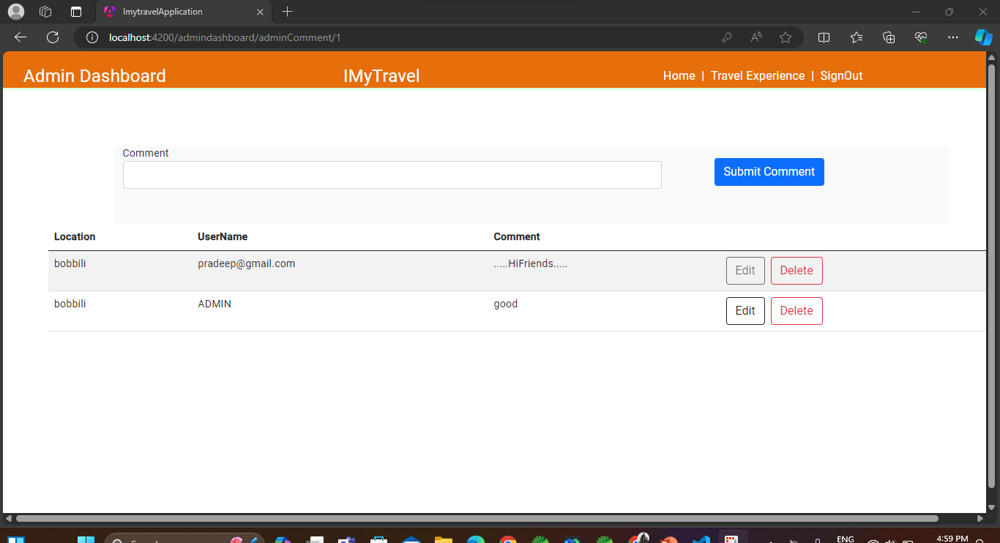 ImytravelApplication
localhost:4200/admindashboard/adminComment/1
Admin Dashboard IMyTravel Home | Travel Experience | SignOut
Comment
Submit Comment
Location UserName Comment
bobbili pradeep@gmail.com .....HiFriends..... Edit Delete
bobbili ADMIN good Edit Delete
ENG
4:59 PM